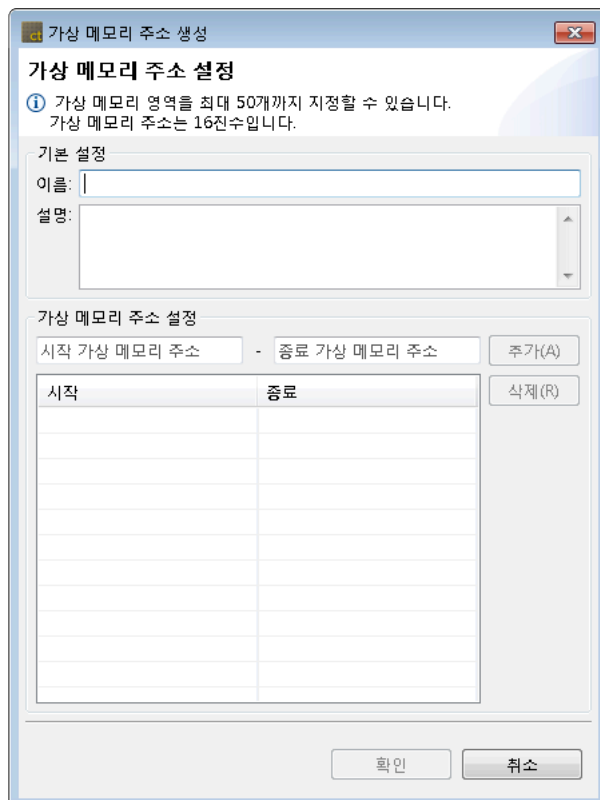 ct 가상 메모리 주소 생성
가상 메모리 주소 설정
가상 메모리 영역을 최대 50개까지 지정할 수 있습니다.
가상 메모리 주소는 16진수입니다.
기본 설정
이름:
설명:
가상 메모리 주소 설정
시작 가상 메모리 주소 - 종료 가상 메모리 주소 추가(A)
시작 종료 삭제(R)
확인 취소